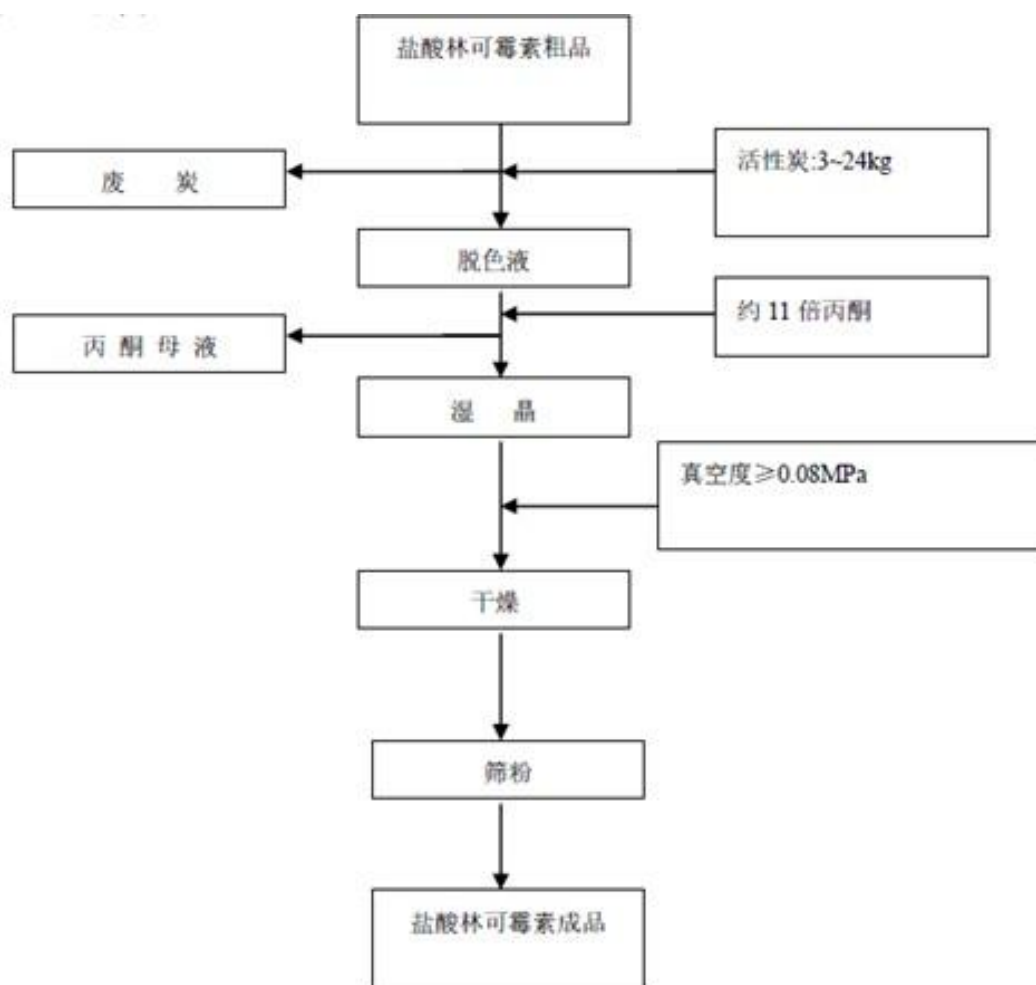 盐酸林可霉素粗品
活性炭:3~24kg
废 炭
脱色液
约 11 倍丙酮
丙 酮 母 液
湿 晶
真空度≥0.08MPa
干燥
筛粉
盐酸林可霉素成品